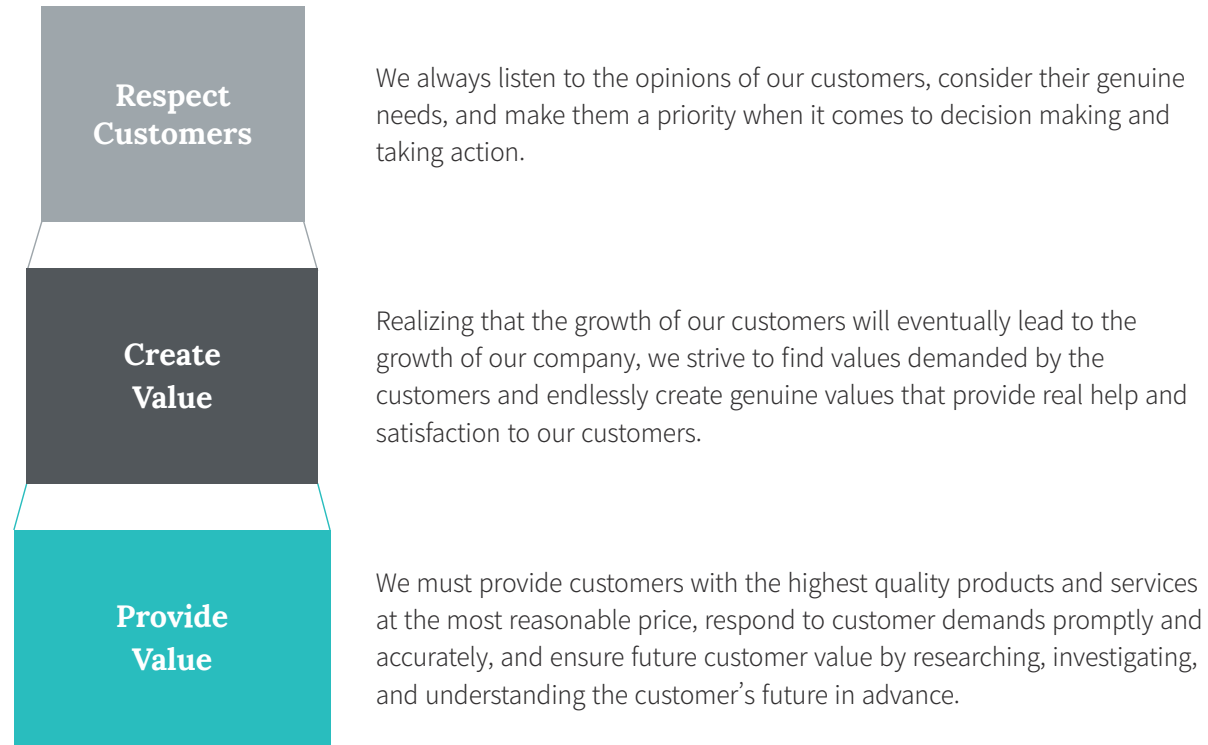 Respect
Customers
We always listen to the opinions of our customers, consider their genuine
needs, and make them a priority when it comes to decision making and
taking action.
Create
Value
Realizing that the growth of our customers will eventually lead to the
growth of our company, we strive to find values demanded by the
customers and endlessly create genuine values that provide real help and
satisfaction to our customers.
Provide
Value
We must provide customers with the highest quality products and services
at the most reasonable price, respond to customer demands promptly and
accurately, and ensure future customer value by researching, investigating,
and understanding the customer’s future in advance.